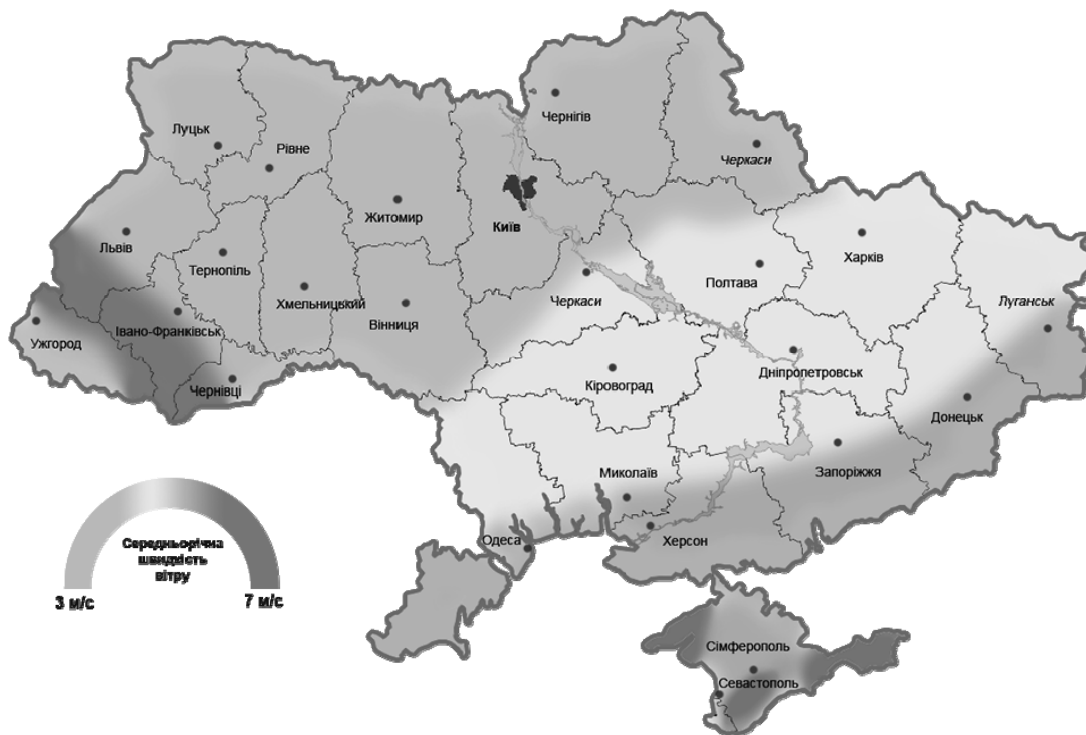 Чернігів
Луцьк
Рівне
Черкаси
Житомир
Київ
Львів
Тернопіль
Харків
Полтава
Хмельницький
Черкаси
Луганськ
Вінниця
Івано-Франківськ
Ужгород
Дніпропетровськ
Чернівці
Кіровоград
Донецьк
Миколаїв
Запоріжжя
Одеса
Херсон
Середньорічна
швидкість
вітру
3 м/с
7 м/с
Сімферополь
Севастополь